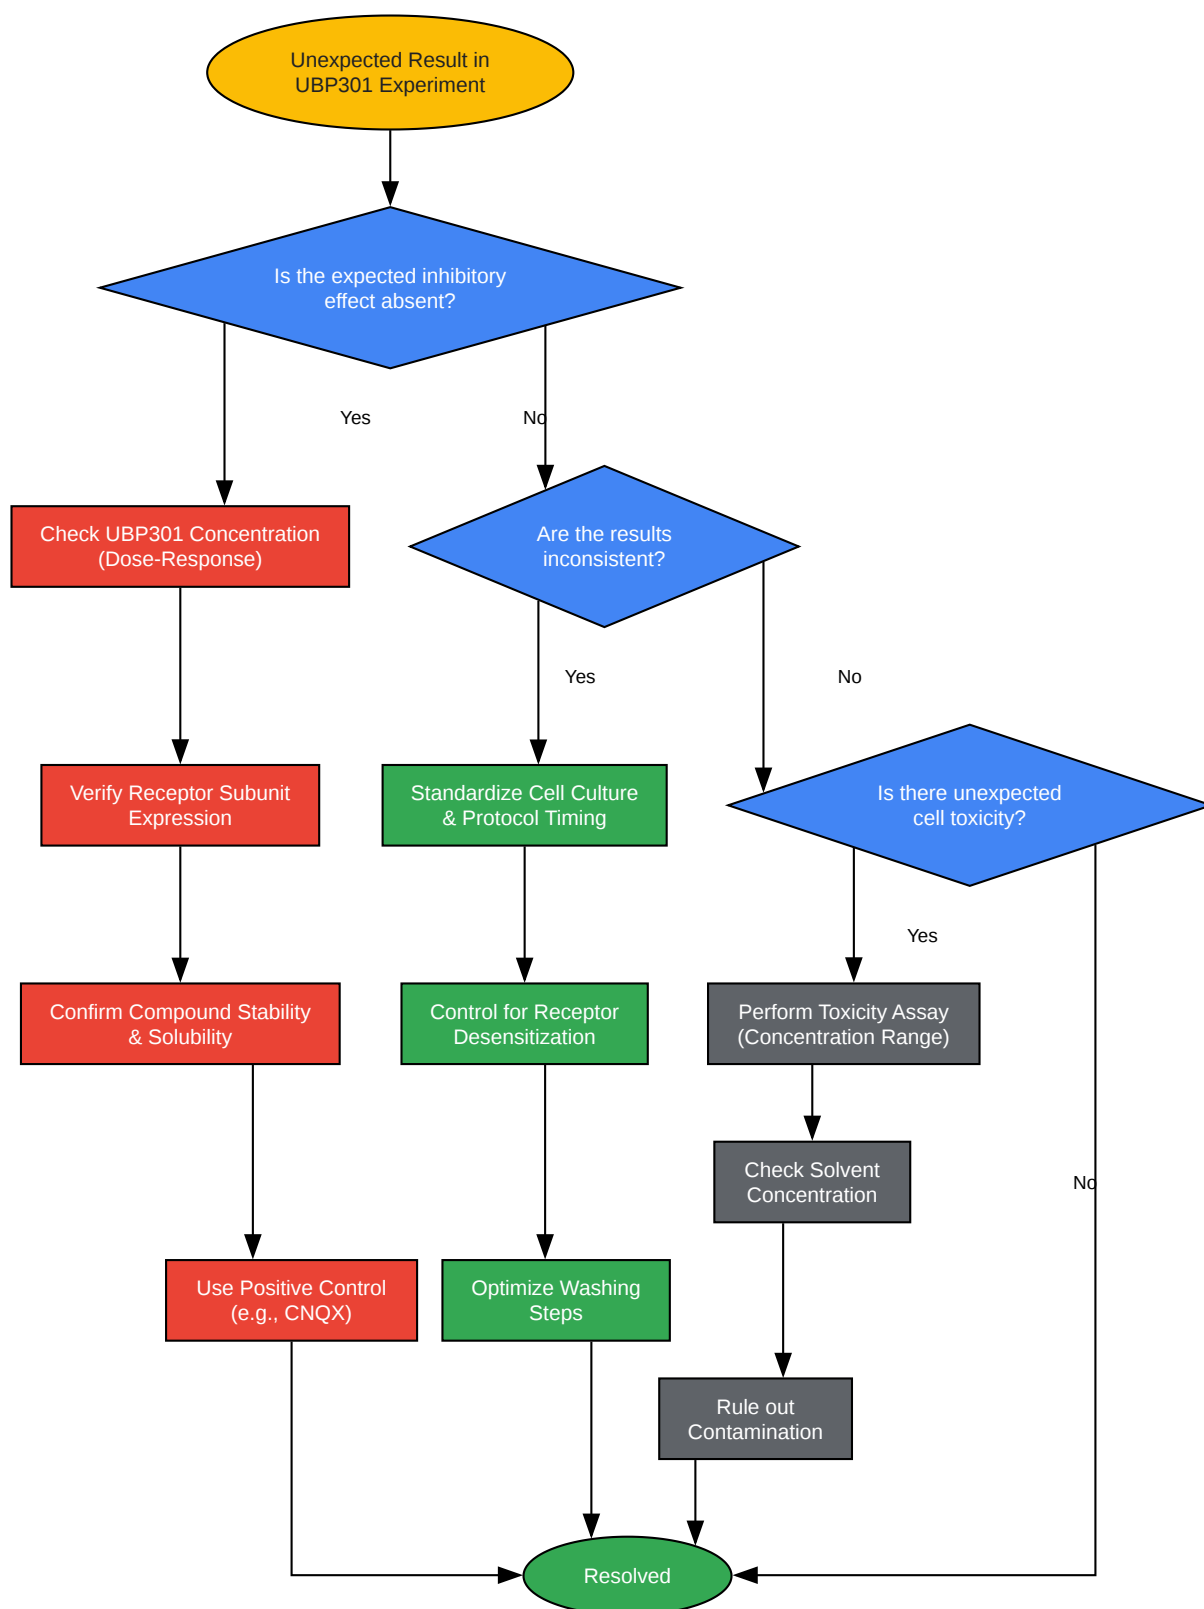 Unexpected Result in
UBP301 Experiment
Is the expected inhibitory
effect absent?
Yes
No
Check UBP301 Concentration
(Dose-Response)
Are the results
inconsistent?
Yes
No
Verify Receptor Subunit
Expression
Standardize Cell Culture
& Protocol Timing
Is there unexpected
cell toxicity?
Yes
Confirm Compound Stability
& Solubility
Control for Receptor
Desensitization
Perform Toxicity Assay
(Concentration Range)
Check Solvent
Concentration
No
Use Positive Control
(e.g., CNQX)
Optimize Washing
Steps
Rule out
Contamination
Resolved